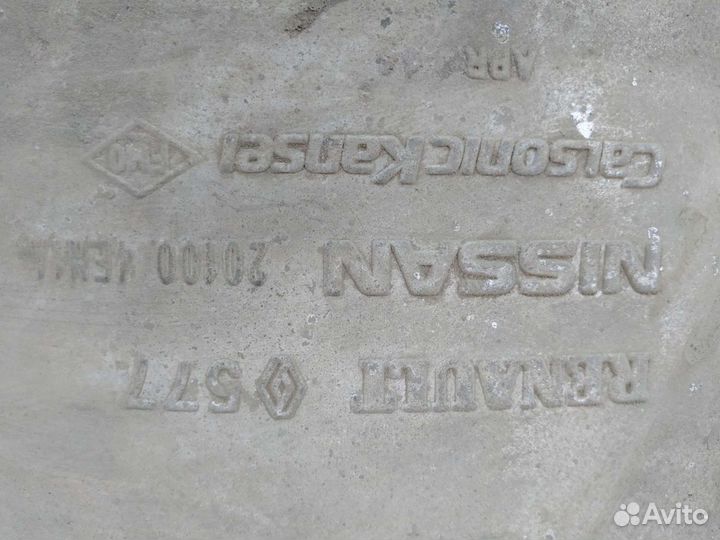 RENAULT 577
NISSAN 20100
CalsonicKansei
APR
Avito